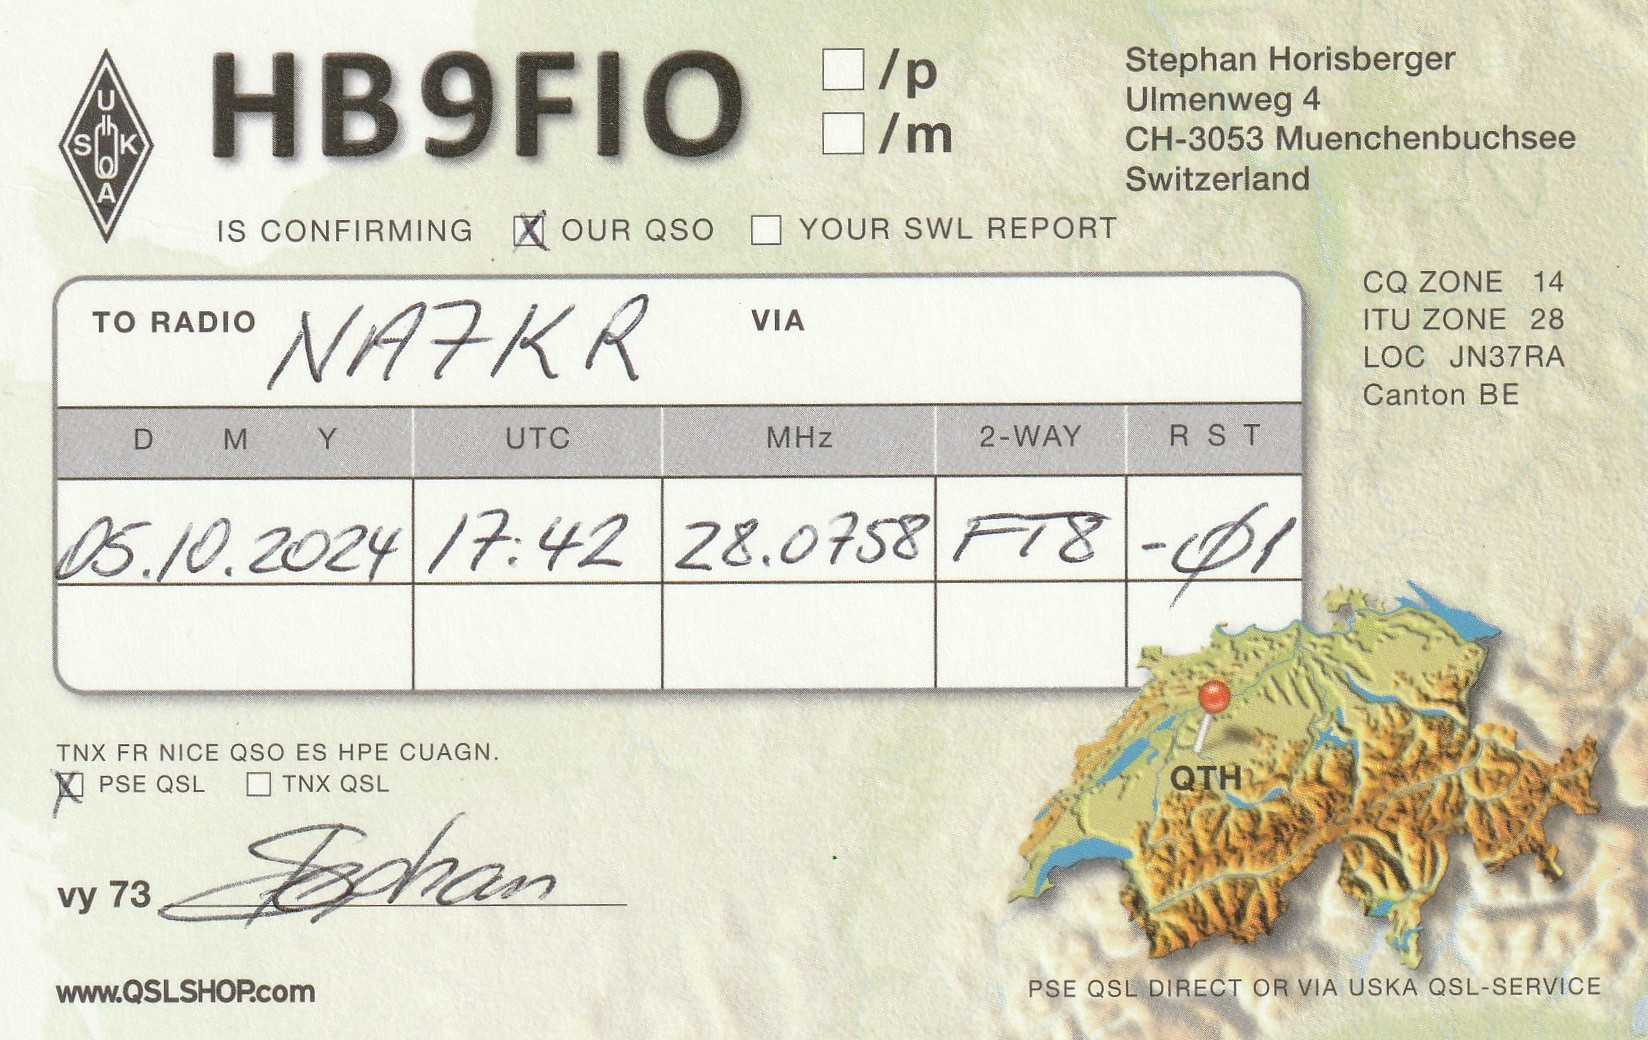 USKA
HB9FIO
/p
/m
Stephan Horisberger
Ulmenweg 4
CH-3053 Muenchenbuchsee
Switzerland
IS CONFIRMING X OUR QSO YOUR SWL REPORT
CQ ZONE 14
ITU ZONE 28
LOC JN37RA
Canton BE
TO RADIO NA7KR VIA
D M Y UTC MHz 2-WAY R S T
05.10.2024 17:42 28.0758 FT8 -Ø1
TNX FR NICE QSO ES HPE CUAGN.
X PSE QSL TNX QSL
QTH
vy 73 Stephan
www.QSLSHOP.com
PSE QSL DIRECT OR VIA USKA QSL-SERVICE